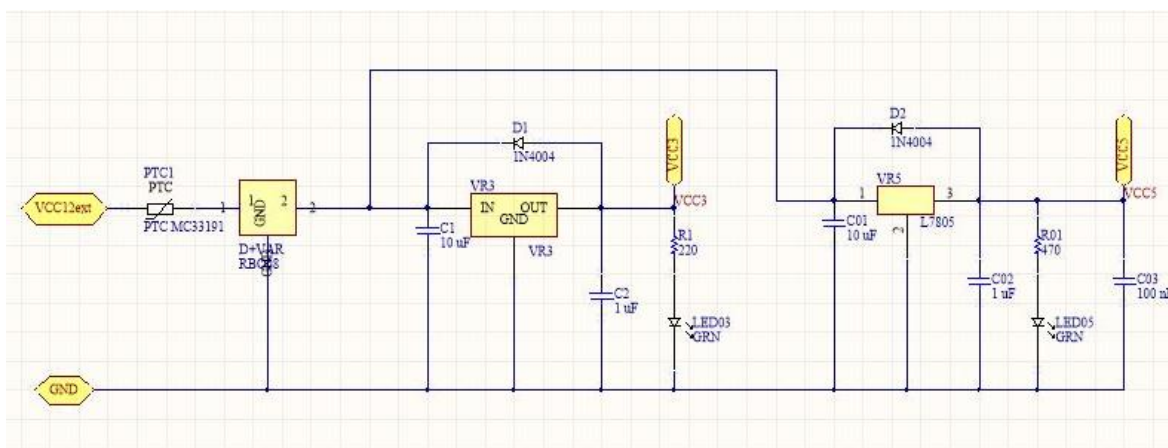 D1
1N4004
VCC3
D2
1N4004
VCC5
PTC1
PTC
VCC12ext
PTC MC33191
1
1
2
GND
2
D+VAR
VR3
IN
OUT
GND
VR3
VCC3
C1
10 uF
R1
220
C2
1 uF
LED03
GRN
VR5
1
3
2
L7805
VCC5
C01
10 uF
R01
470
C02
1 uF
C03
LED05
GRN
GND